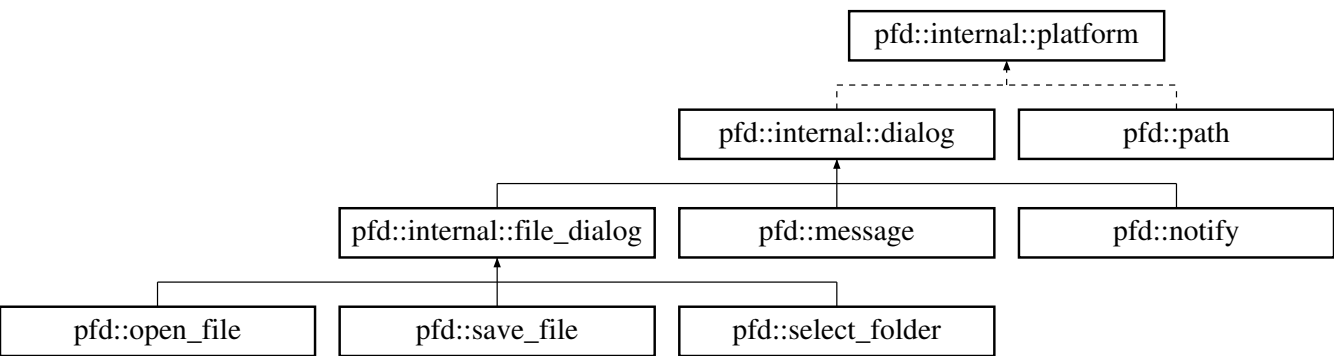 pfd::internal::platform
pfd::internal::dialog
pfd::path
pfd::internal::file_dialog
pfd::message
pfd::notify
pfd::open_file
pfd::save_file
pfd::select_folder